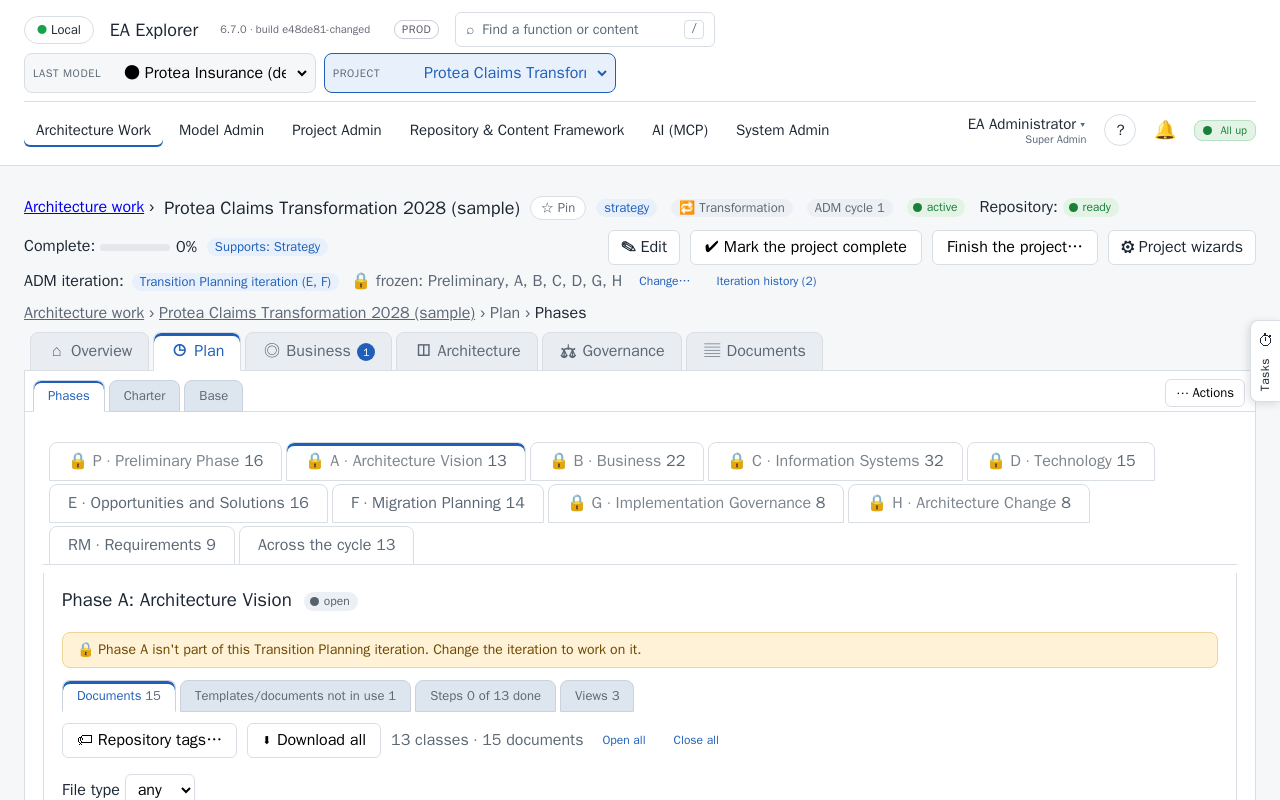 Local EA Explorer 6.7.0 · build e48de81-changed PROD Find a function or content /
LAST MODEL Protea Insurance (de PROJECT Protea Claims Transfor
Architecture Work Model Admin Project Admin Repository & Content Framework AI (MCP) System Admin EA Administrator ▾ ? All up
Super Admin
Architecture work › Protea Claims Transformation 2028 (sample) ☆ Pin strategy 🔁 Transformation ADM cycle 1 active Repository: ready
Complete: 0% Supports: Strategy ✎ Edit ✔ Mark the project complete Finish the project··· ⚙ Project wizards
ADM iteration: Transition Planning iteration (E, F) 🔒 frozen: Preliminary, A, B, C, D, G, H Change··· Iteration history (2)
Architecture work › Protea Claims Transformation 2028 (sample) › Plan › Phases
Overview Plan Business 1 Architecture Governance Documents
Tasks
Phases Charter Base ··· Actions
🔒 P · Preliminary Phase 16 🔒 A · Architecture Vision 13 🔒 B · Business 22 🔒 C · Information Systems 32 🔒 D · Technology 15
E · Opportunities and Solutions 16 F · Migration Planning 14 🔒 G · Implementation Governance 8 🔒 H · Architecture Change 8
RM · Requirements 9 Across the cycle 13
Phase A: Architecture Vision open
🔒 Phase A isn't part of this Transition Planning iteration. Change the iteration to work on it.
Documents 15 Templates/documents not in use 1 Steps 0 of 13 done Views 3
🏷 Repository tags··· ⬇ Download all 13 classes · 15 documents Open all Close all
File type any